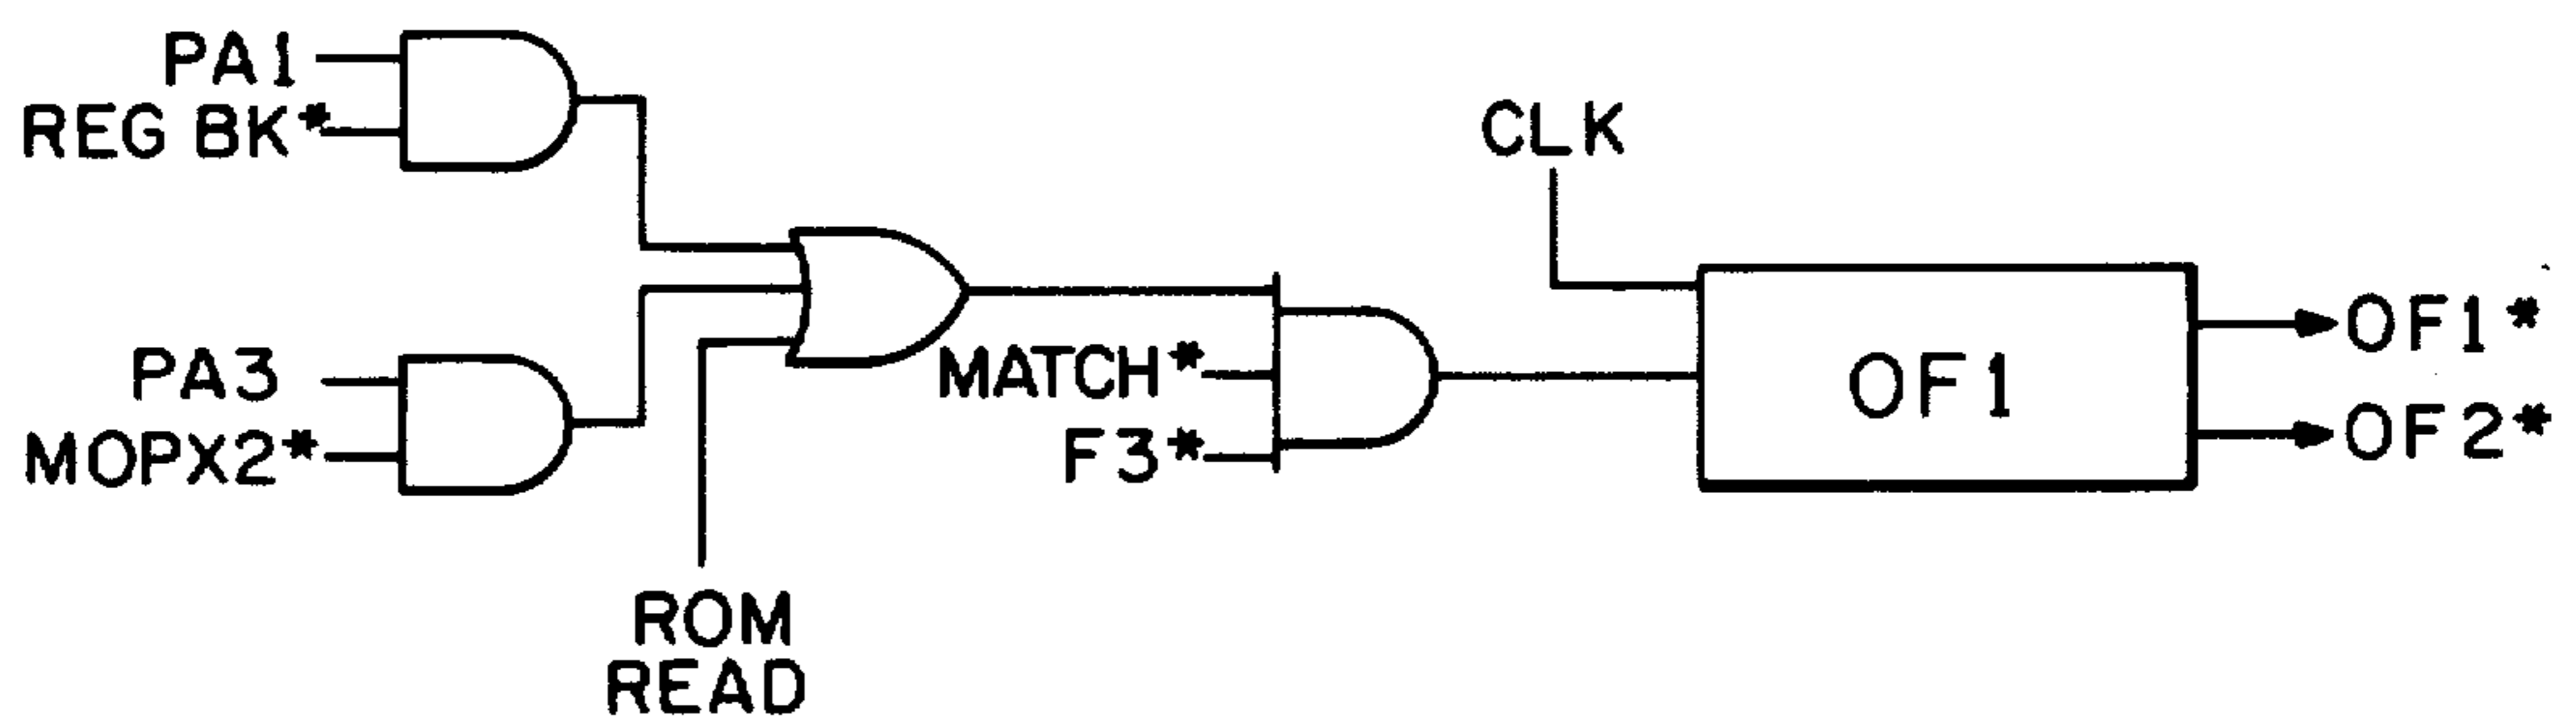 PA1
REG BK*
CLK
PA3
MOPX2*
MATCH*
F3*
OF1
OF1*
OF2*
ROM
READ